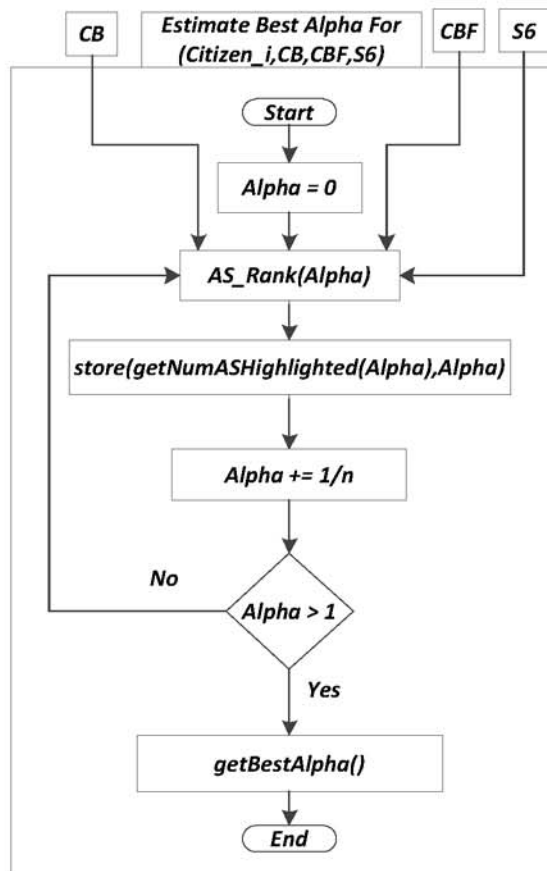 CB
Estimate Best Alpha For
(Citizen_i,CB,CBF,S6)
CBF
S6
Start
Alpha = 0
AS_Rank(Alpha)
store(getNumASHighlighted(Alpha),Alpha)
Alpha += 1/n
No
Alpha > 1
Yes
getBestAlpha()
End